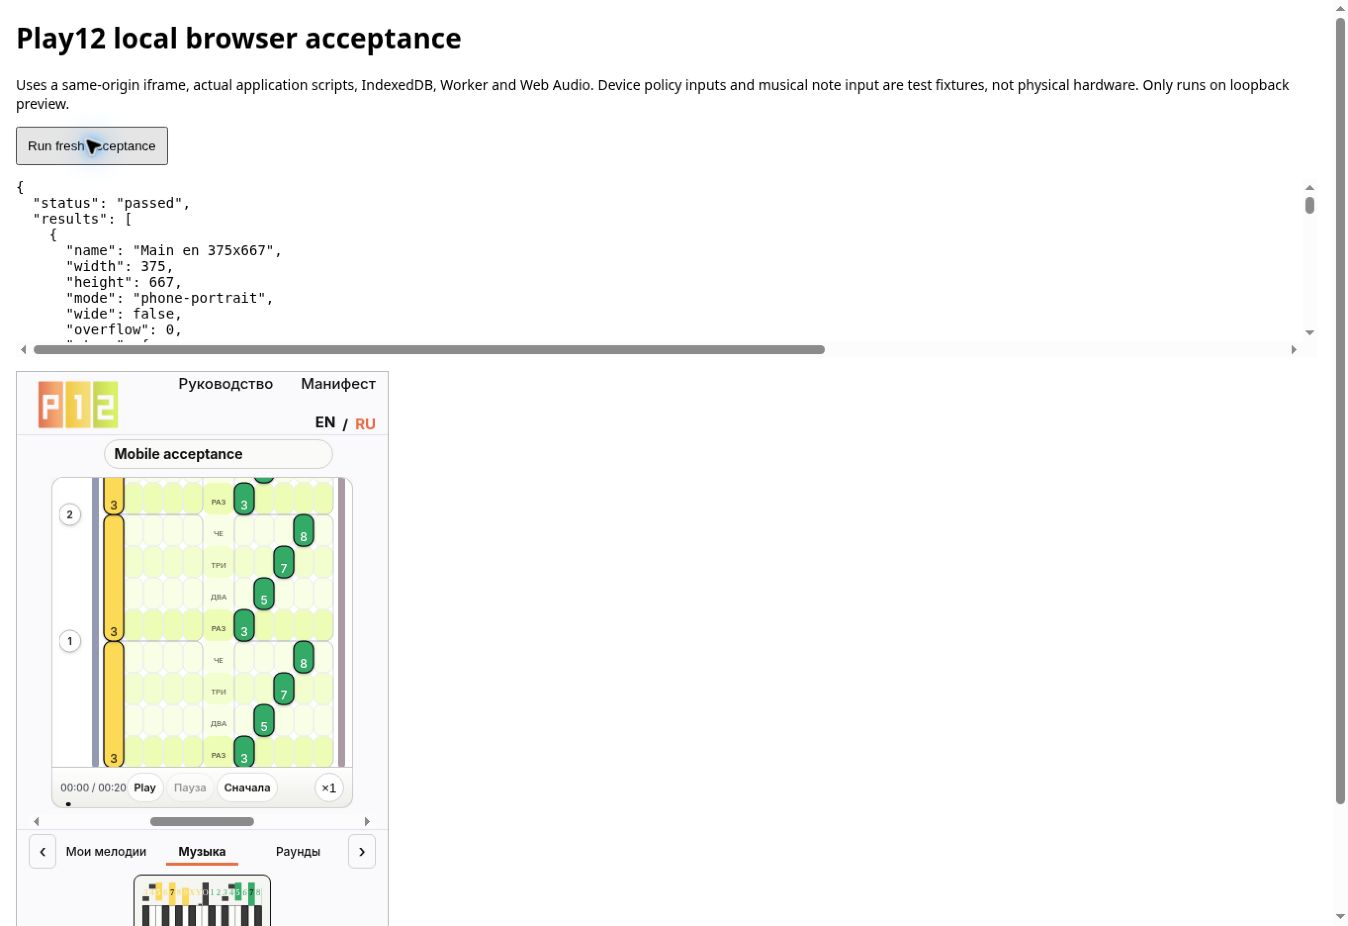 Play12 local browser acceptance
Uses a same-origin iframe, actual application scripts, IndexedDB, Worker and Web Audio. Device policy inputs and musical note input are test fixtures, not physical hardware. Only runs on loopback
preview.
Run fresh acceptance
{
"status": "passed",
"results": [
{
"name": "Main en 375x667",
"width": 375,
"height": 667,
"mode": "phone-portrait",
"wide": false,
"overflow": 0,
P12
Руководство Манифест
EN / RU
Mobile acceptance
3 РАЗ 3
2
ЧЕ 8
ТРИ 7
ДВА 5
3 РАЗ 3
1
ЧЕ 8
ТРИ 7
ДВА 5
3 РАЗ 3
00:00 / 00:20 Play Пауза Сначала ×1
‹ Мои мелодии Музыка Раунды ›